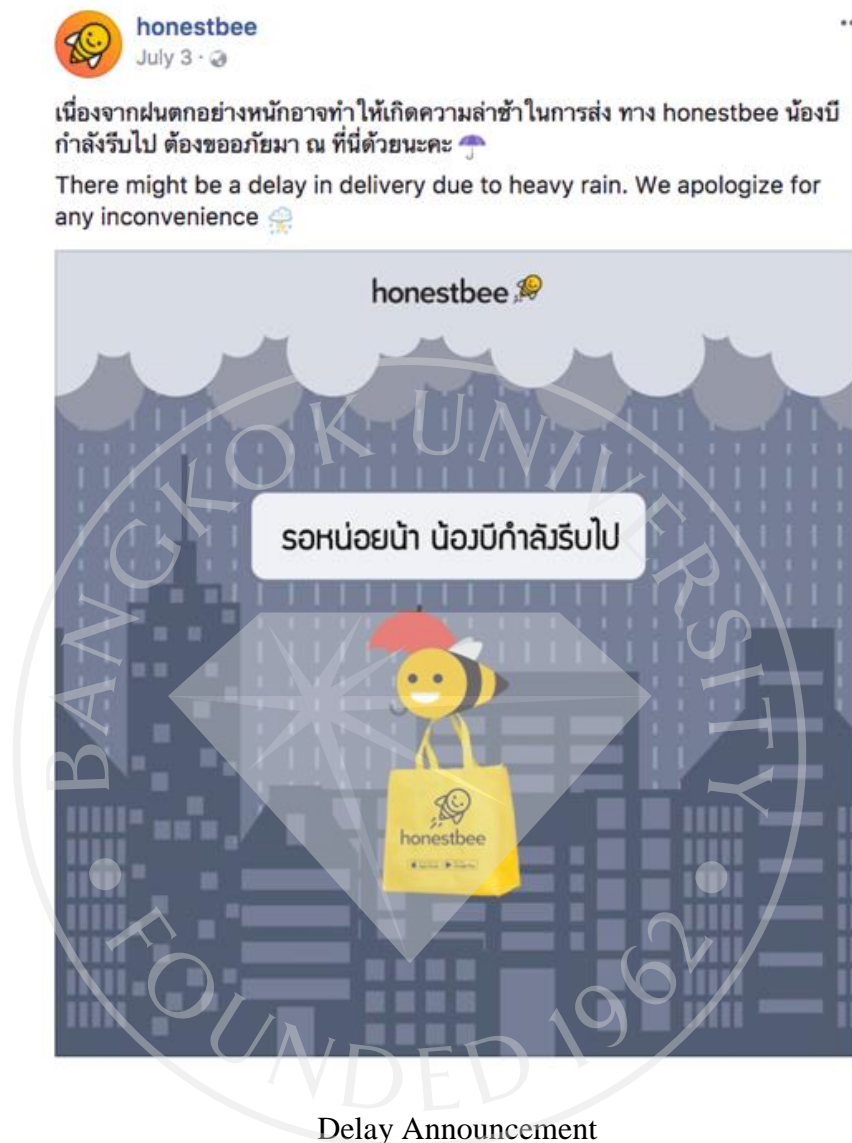 honestbee
July 3
เนื่องจากฝนตกอย่างหนักอาจทำให้เกิดความล่าช้าในการส่ง ทาง honestbee น้องบี
กำลังรีบไป ต้องขออภัยมา ณ ที่นี่ด้วยนะคะ ☂
There might be a delay in delivery due to heavy rain. We apologize for
any inconvenience ⛈
honestbee
รอหน่อยน้า น้องบีกำลังรีบไป
honestbee
BANGKOK UNIVERSITY
FOUNDED 1962
Delay Announcement